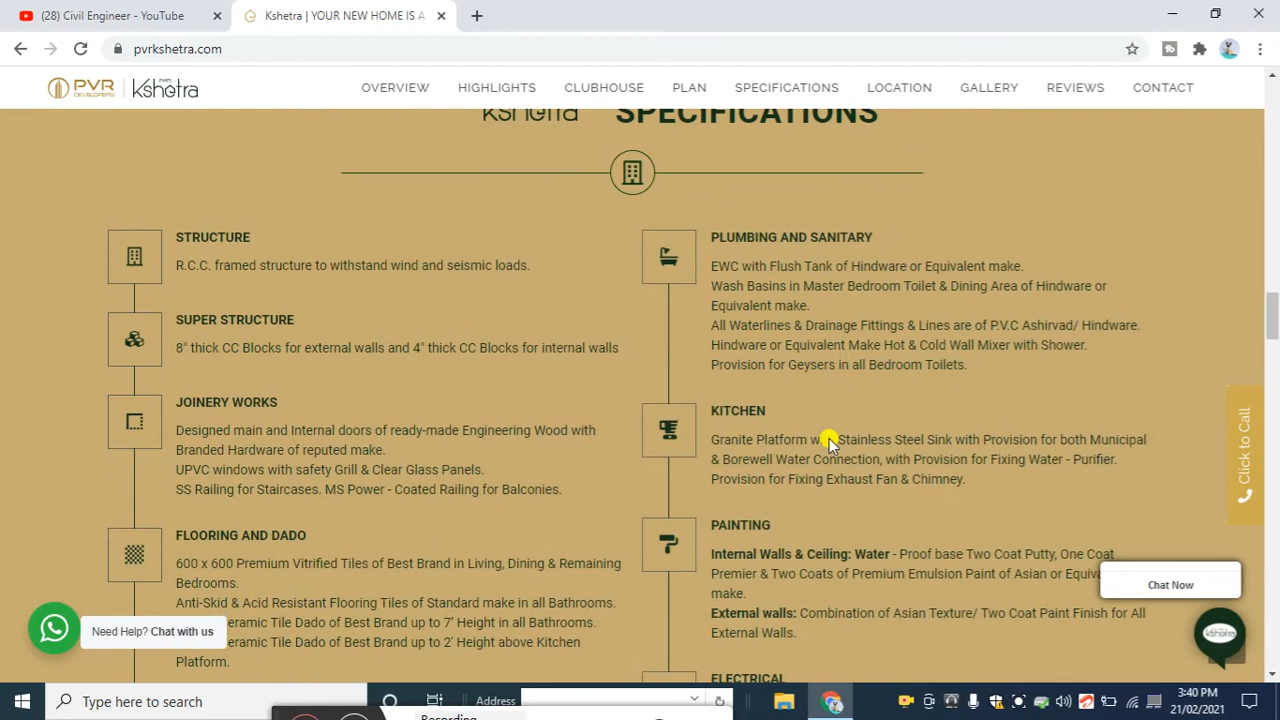 (28) Civil Engineer - YouTube
Kshetra | YOUR NEW HOME IS A
pvrkshetra.com
PVR DEVELOPERS
Kshetra
OVERVIEW HIGHLIGHTS CLUBHOUSE PLAN SPECIFICATIONS LOCATION GALLERY REVIEWS CONTACT
Kshetra SPECIFICATIONS
STRUCTURE
R.C.C. framed structure to withstand wind and seismic loads.
SUPER STRUCTURE
8" thick CC Blocks for external walls and 4" thick CC Blocks for internal walls
JOINERY WORKS
Designed main and Internal doors of ready-made Engineering Wood with
Branded Hardware of reputed make.
UPVC windows with safety Grill & Clear Glass Panels.
SS Railing for Staircases. MS Power - Coated Railing for Balconies.
FLOORING AND DADO
600 x 600 Premium Vitrified Tiles of Best Brand in Living, Dining & Remaining
Bedrooms.
Anti-Skid & Acid Resistant Flooring Tiles of Standard make in all Bathrooms.
eramic Tile Dado of Best Brand up to 7' Height in all Bathrooms.
eramic Tile Dado of Best Brand up to 2' Height above Kitchen
Platform.
PLUMBING AND SANITARY
EWC with Flush Tank of Hindware or Equivalent make.
Wash Basins in Master Bedroom Toilet & Dining Area of Hindware or
Equivalent make.
All Waterlines & Drainage Fittings & Lines are of P.V.C Ashirvad/ Hindware.
Hindware or Equivalent Make Hot & Cold Wall Mixer with Shower.
Provision for Geysers in all Bedroom Toilets.
KITCHEN
Granite Platform Stainless Steel Sink with Provision for both Municipal
& Borewell Water Connection, with Provision for Fixing Water - Purifier.
Provision for Fixing Exhaust Fan & Chimney.
PAINTING
Internal Walls & Ceiling: Water - Proof base Two Coat Putty, One Coat
Premier & Two Coats of Premium Emulsion Paint of Asian or
make.
External walls: Combination of Asian Texture/ Two Coat Paint Finish for All
External Walls.
ELECTRICAL
Click to Call
Chat Now
Kshetra
Need Help? Chat with us
Type here to search
Address
Recording
3:40 PM
21/02/2021